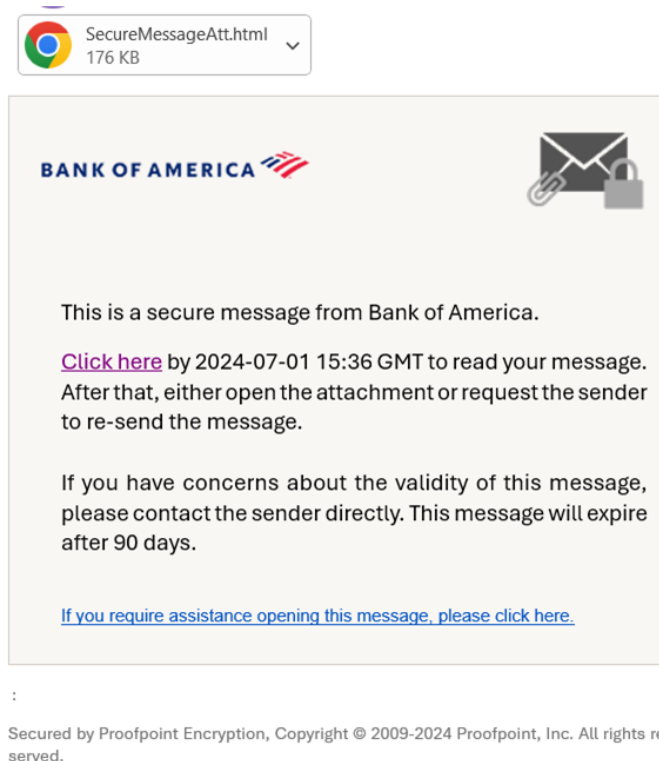 SecureMessageAtt.html
176 KB
BANK OF AMERICA
This is a secure message from Bank of America.
Click here by 2024-07-01 15:36 GMT to read your message.
After that, either open the attachment or request the sender
to re-send the message.
If you have concerns about the validity of this message,
please contact the sender directly. This message will expire
after 90 days.
If you require assistance opening this message, please click here.
:
Secured by Proofpoint Encryption, Copyright © 2009-2024 Proofpoint, Inc. All rights re
served.